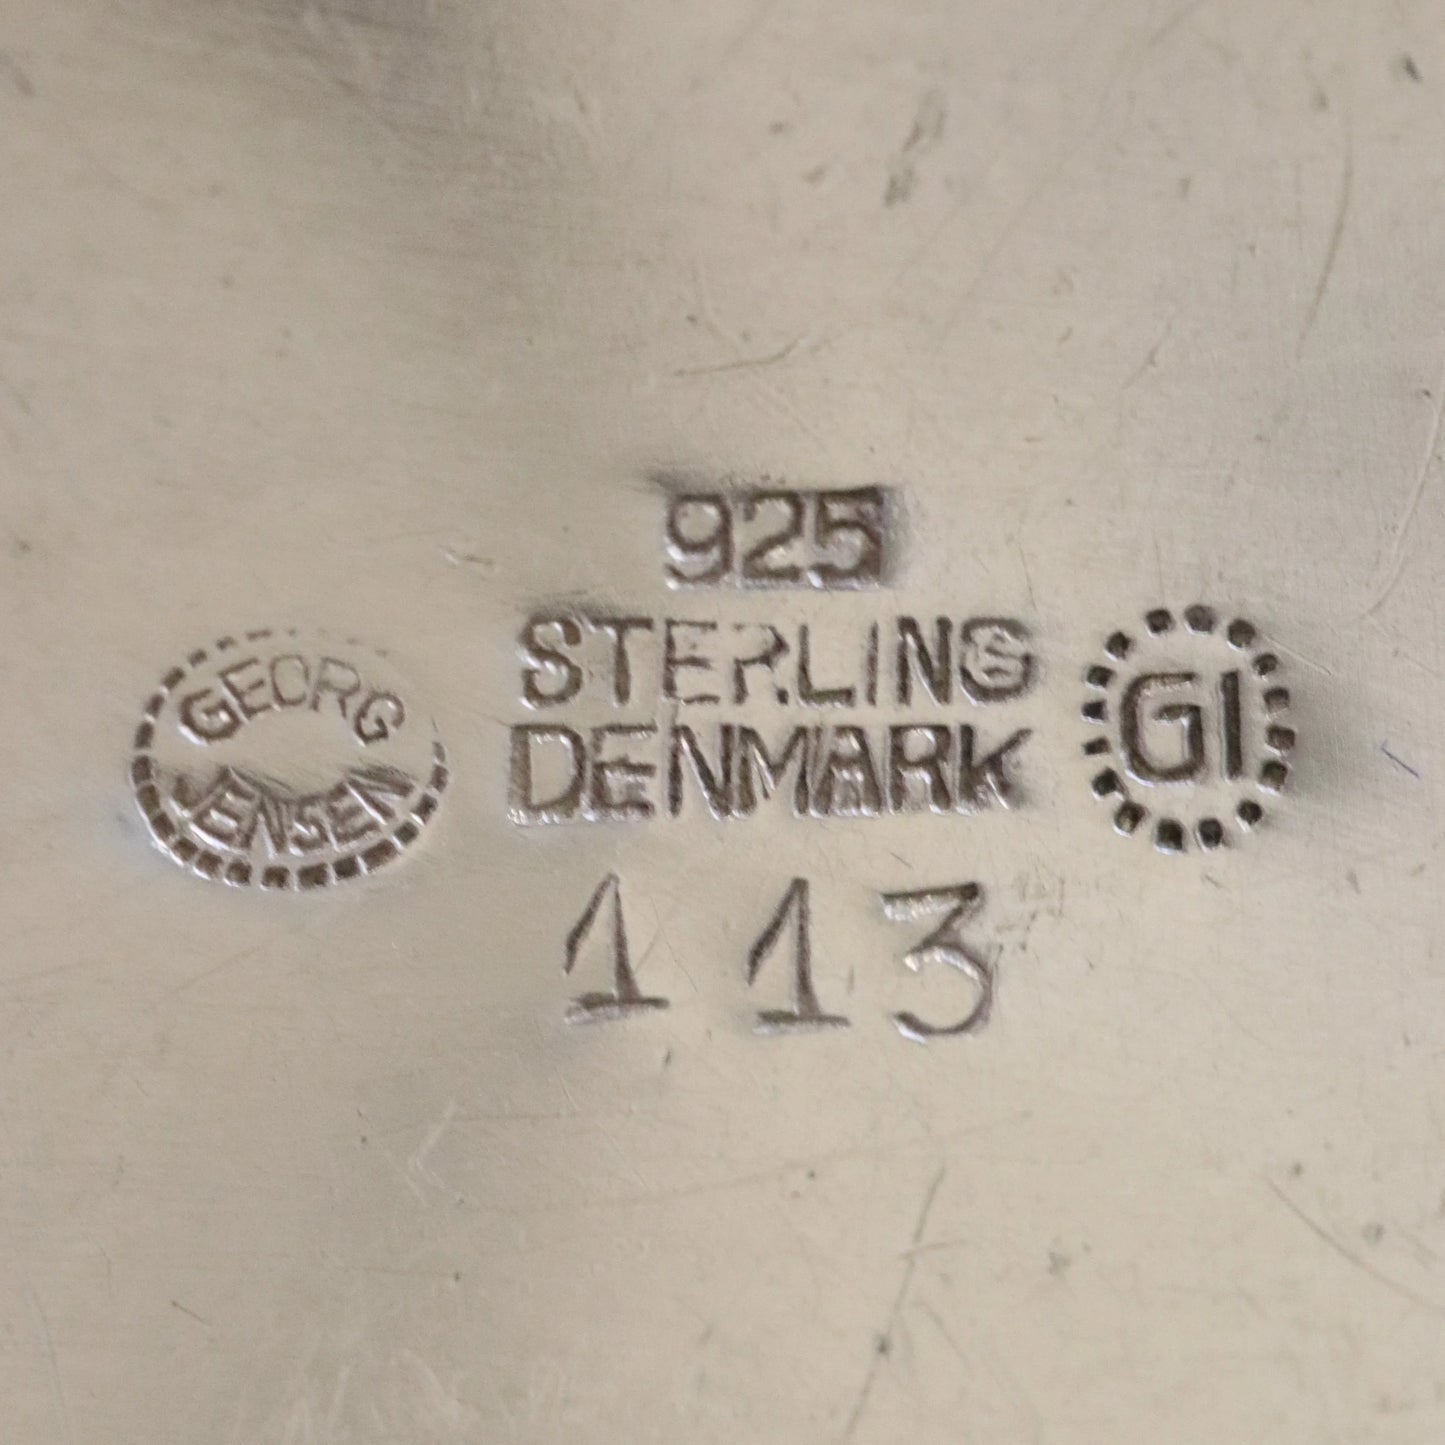 925
STERLING
DENMARK
GEORG
JENSEN
GI
113